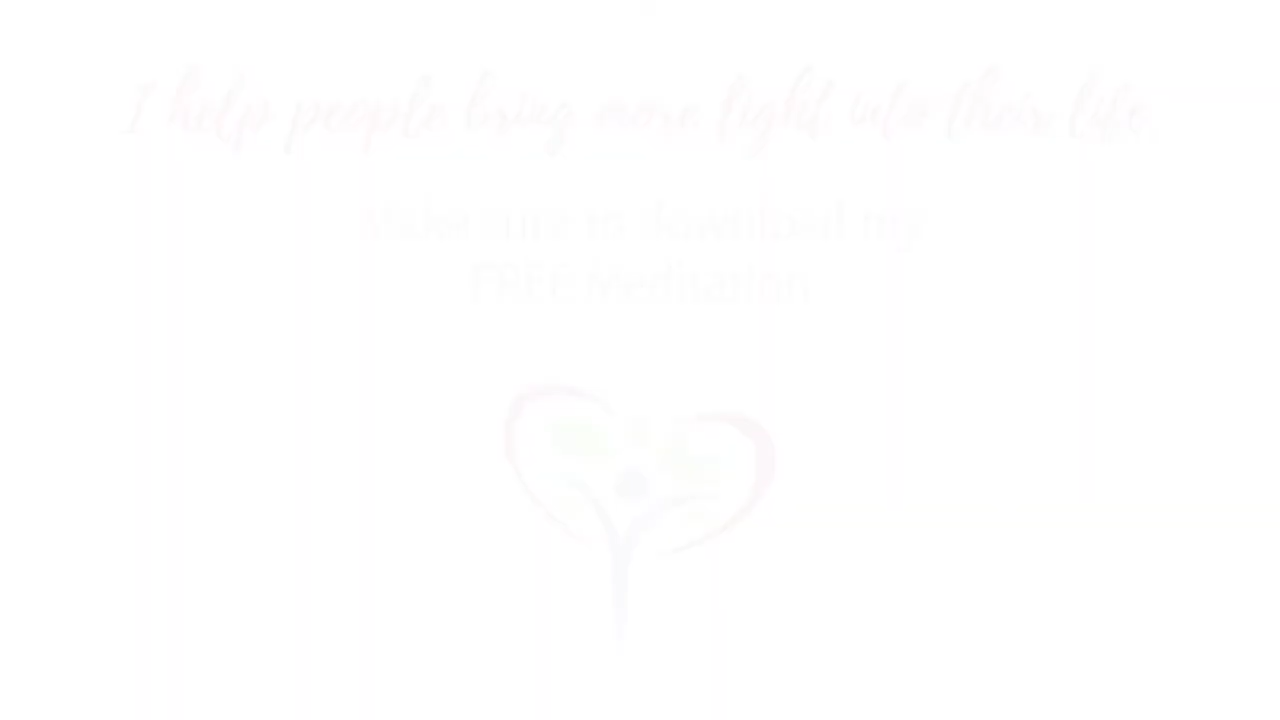 I help people bring more light into their life
Make sure to download my
FREE Meditation